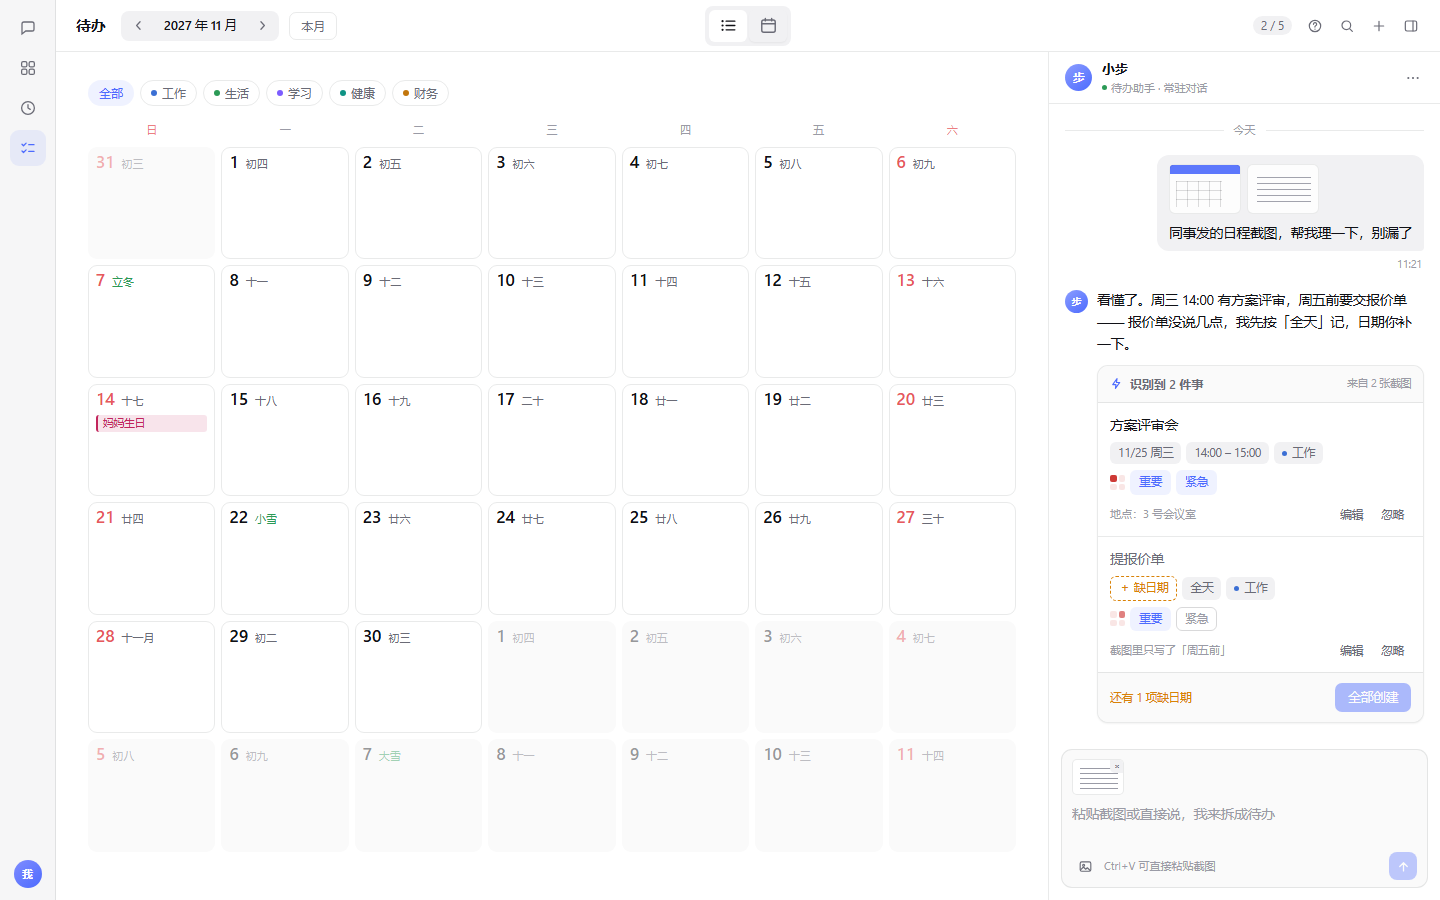 待办
2027 年 11 月
本月
2 / 5
全部
工作
生活
学习
健康
财务
日 一 二 三 四 五 六
31 初三 1 初四 2 初五 3 初六 4 初七 5 初八 6 初九
7 立冬 8 十一 9 十二 10 十三 11 十四 12 十五 13 十六
14 十七 15 十八 16 十九 17 二十 18 廿一 19 廿二 20 廿三
妈妈生日
21 廿四 22 小雪 23 廿六 24 廿七 25 廿八 26 廿九 27 三十
28 十一月 29 初二 30 初三 1 初四 2 初五 3 初六 4 初七
5 初八 6 初九 7 大雪 8 十一 9 十二 10 十三 11 十四
我
步
小步
待办助手 · 常驻对话
今天
同事发的日程截图，帮我理一下，别漏了
11:21
步
看懂了。周三 14:00 有方案评审，周五前要交报价单
—— 报价单没说几点，我先按「全天」记，日期你补
一下。
识别到 2 件事
来自 2 张截图
方案评审会
11/25 周三
14:00 – 15:00
工作
重要
紧急
地点：3 号会议室
编辑
忽略
提报价单
+ 缺日期
全天
工作
重要
紧急
截图里只写了「周五前」
编辑
忽略
还有 1 项缺日期
全部创建
粘贴截图或直接说，我来拆成待办
Ctrl+V 可直接粘贴截图